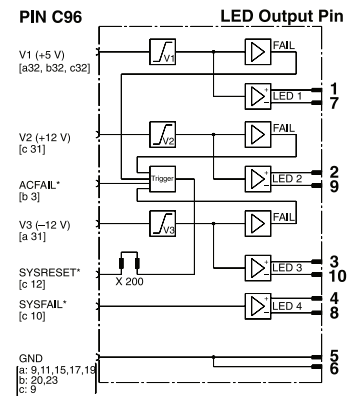 PIN C96
LED Output Pin
V1 (+5 V)
[a32, b32, c32]
V1
FAIL
LED 1
1
7
V2 (+12 V)
[c 31]
V2
FAIL
LED 2
2
9
ACFAIL*
[b 3]
Trigger
V3 (–12 V)
[a 31]
V3
FAIL
LED 3
3
10
SYSRESET*
[c 12]
X 200
SYSFAIL*
[c 10]
LED 4
4
8
GND
a: 9,11,15,17,19
b: 20,23
c: 9
5
6